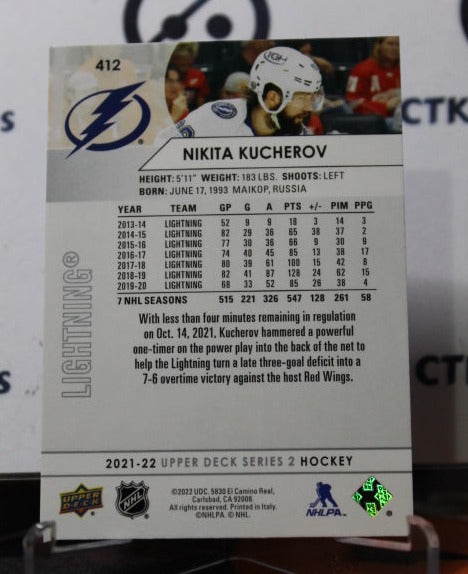 CTK
412
IGH
NIKITA KUCHEROV
HEIGHT: 5'11" WEIGHT: 183 LBS. SHOOTS: LEFT
BORN: JUNE 17, 1993 MAIKOP, RUSSIA
YEAR TEAM GP G A PTS +/- PIM PPG
2013-14 LIGHTNING 52 9 9 18 3 14 3
2014-15 LIGHTNING 82 29 36 65 38 37 2
2015-16 LIGHTNING 77 30 36 66 9 30 9
2016-17 LIGHTNING 74 40 45 85 13 38 17
2017-18 LIGHTNING 80 39 61 100 15 42 8
2018-19 LIGHTNING 82 41 87 128 24 62 15
2019-20 LIGHTNING 68 33 52 85 26 38 4
7 NHL SEASONS 515 221 326 547 128 261 58
LIGHTNING®
With less than four minutes remaining in regulation
on Oct. 14, 2021, Kucherov hammered a powerful
one-timer on the power play into the back of the net to
help the Lightning turn a late three-goal deficit into a
7-6 overtime victory against the host Red Wings.
2021-22 UPPER DECK SERIES 2 HOCKEY
UPPER DECK
NHL
©2022 UDC. 5830 El Camino Real,
Carlsbad, CA 92008.
All rights reserved. Printed in Italy.
©NHLPA. © NHL.
NHLPA